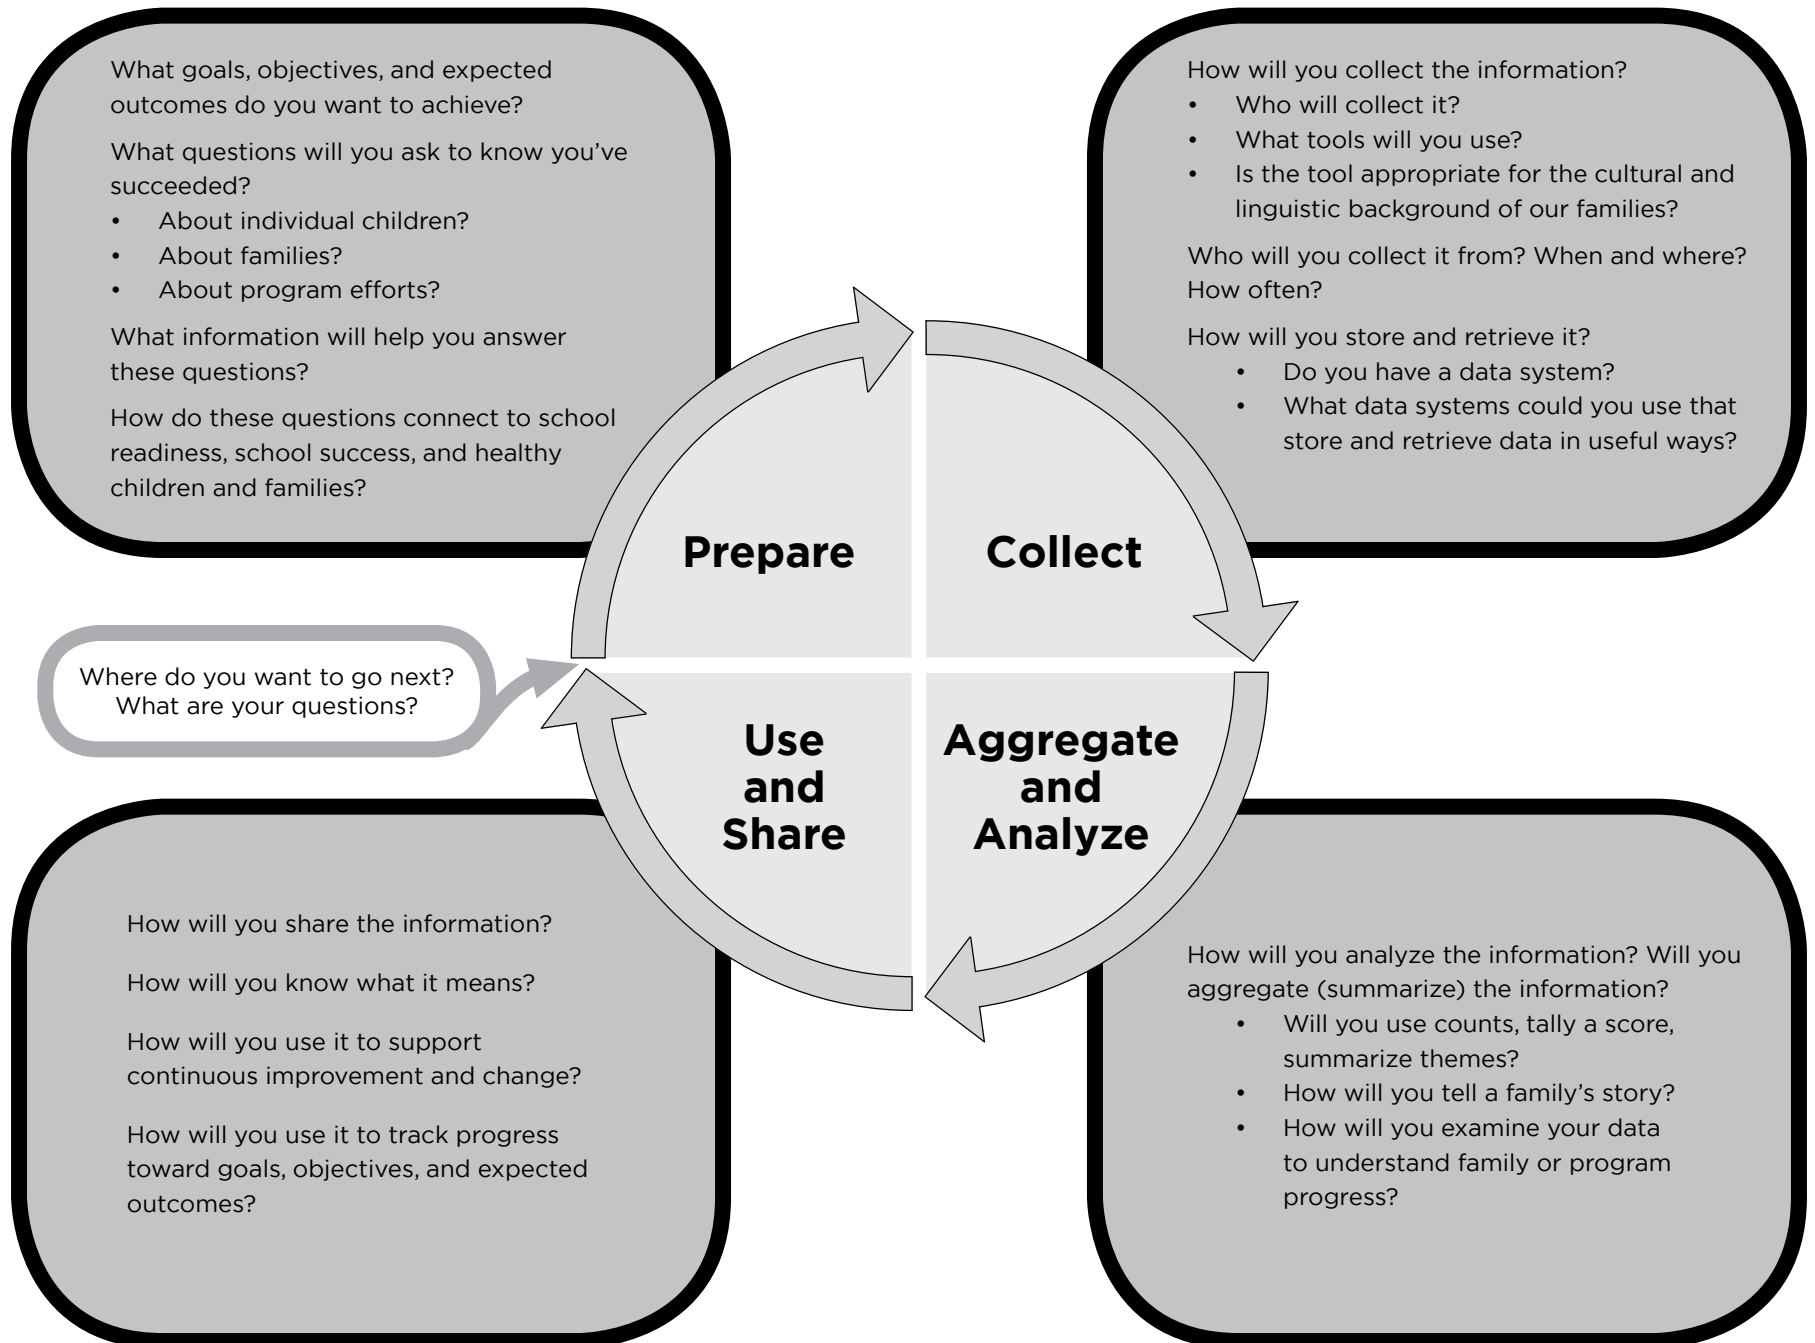 What goals, objectives, and expected
outcomes do you want to achieve?
What questions will you ask to know you've
succeeded?
• About individual children?
• About families?
• About program efforts?
What information will help you answer
these questions?
How do these questions connect to school
readiness, school success, and healthy
children and families?
How will you collect the information?
• Who will collect it?
• What tools will you use?
• Is the tool appropriate for the cultural and
linguistic background of our families?
Who will you collect it from? When and where?
How often?
How will you store and retrieve it?
• Do you have a data system?
• What data systems could you use that
store and retrieve data in useful ways?
Prepare
Collect
Where do you want to go next?
What are your questions?
Use
and
Share
Aggregate
and
Analyze
How will you share the information?
How will you know what it means?
How will you use it to support
continuous improvement and change?
How will you use it to track progress
toward goals, objectives, and expected
outcomes?
How will you analyze the information? Will you
aggregate (summarize) the information?
• Will you use counts, tally a score,
summarize themes?
• How will you tell a family’s story?
• How will you examine your data
to understand family or program
progress?